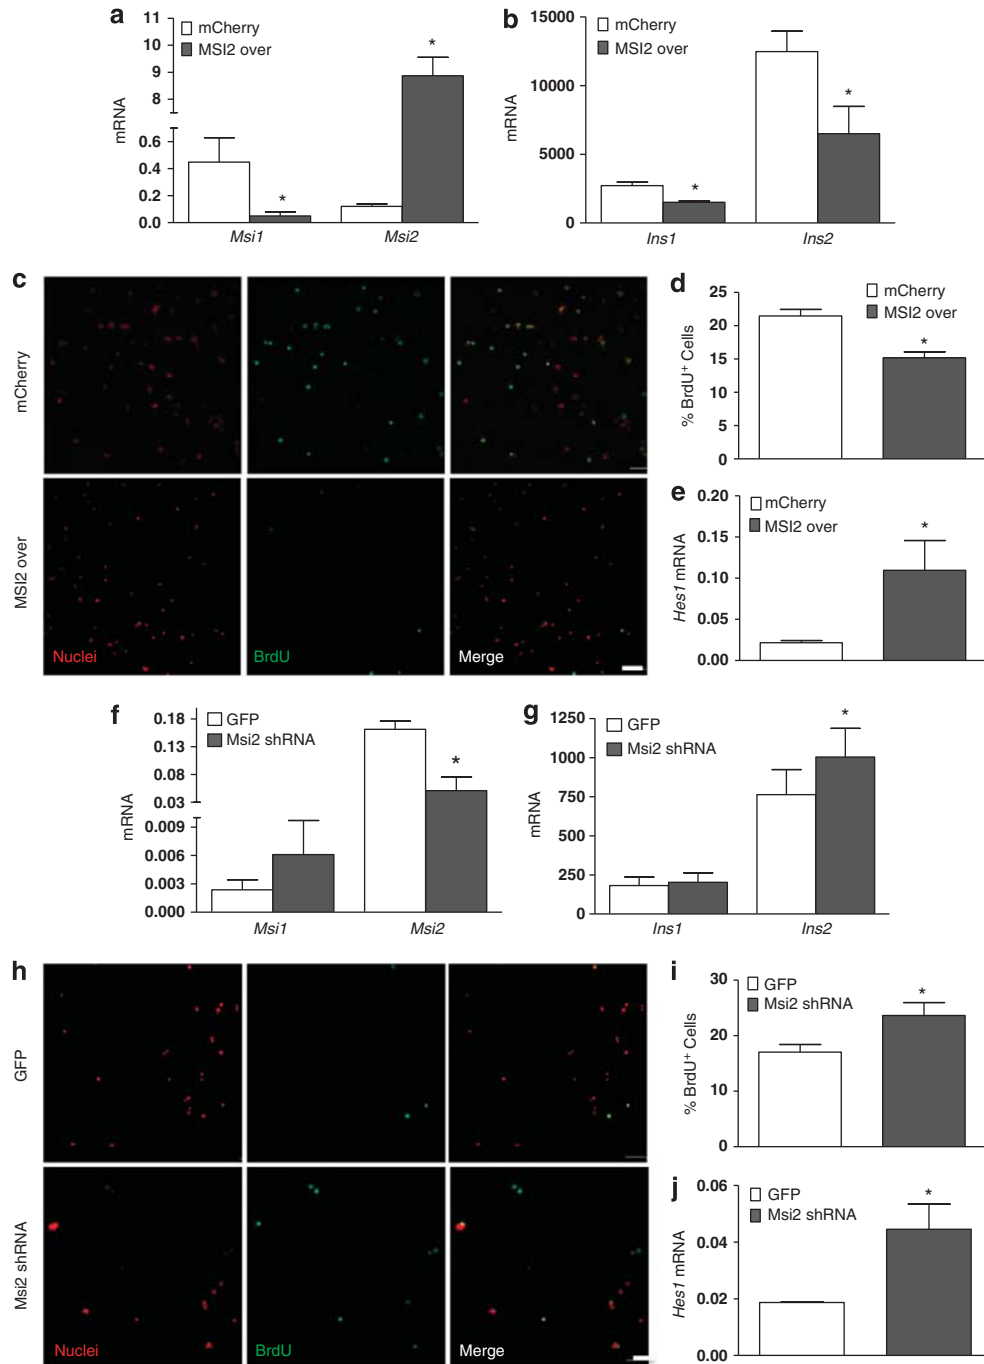 a
11
10
9
8
0.6
0.4
0.2
0.0
mRNA
mCherry
MSI2 over
*
*
Msi1
Msi2
b
15000
10000
5000
0
mRNA
mCherry
MSI2 over
*
*
Ins1
Ins2
c
mCherry
MSI2 over
Nuclei
BrdU
Merge
d
25
20
15
10
5
0
% BrdU⁺ Cells
mCherry
MSI2 over
*
e
0.20
0.15
0.10
0.05
0.00
Hes1 mRNA
mCherry
MSI2 over
*
f
0.18
0.13
0.08
0.03
0.009
0.006
0.003
0.000
mRNA
GFP
Msi2 shRNA
*
Msi1
Msi2
g
1250
1000
750
500
250
0
mRNA
GFP
Msi2 shRNA
*
Ins1
Ins2
h
GFP
Msi2 shRNA
Nuclei
BrdU
Merge
i
30
20
10
0
% BrdU⁺ Cells
GFP
Msi2 shRNA
*
j
0.06
0.04
0.02
0.00
Hes1 mRNA
GFP
Msi2 shRNA
*